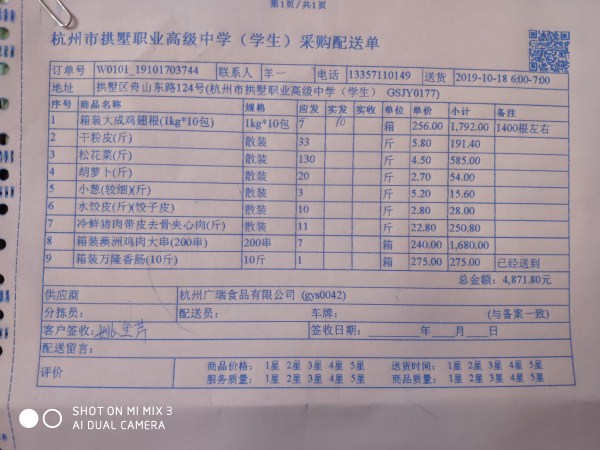 第1页/共1页
杭州市拱墅职业高级中学（学生）采购配送单
订单号 W0101_19101703744 联系人 羊一 电话 13357110149 送货 2019-10-18 6:00-7:00
地址 拱墅区舟山东路124号(杭州市拱墅职业高级中学（学生） GSJY0177)
序号 商品名称 规格 应发 实发 实收 单位 单价 小计 备注
1 箱装大成鸡翅根(1kg*10包) 1kg*10包 7 10 箱 256.00 1,792.00 1400根左右
2 干粉皮(斤) 散装 33 斤 5.80 191.40
3 松花菜(斤) 散装 130 斤 4.50 585.00
4 胡萝卜(斤) 散装 20 斤 2.70 54.00
5 小葱(较细)(斤) 散装 3 斤 5.20 15.60
6 水饺皮(斤)(饺子皮) 散装 10 斤 2.80 28.00
7 冷鲜猪肉带皮去骨夹心肉(斤) 散装 11 斤 22.80 250.80
8 箱装澳洲鸡肉大串(200串) 200串 7 箱 240.00 1,680.00
9 箱装万隆香肠(10斤) 10斤 1 箱 275.00 275.00 已经送到
总金额: 4,871.80元
供应商 杭州广瑞食品有限公司 (gys0042)
分拣员: 配送员: 车牌: (与备案一致)
客户签收: 签收日期: 年 月 日
配送留言:
评价 商品价格: 1星 2星 3星 4星 5星 送货时间: 1星 2星 3星 4星 5星
服务质量: 1星 2星 3星 4星 5星 商品质量: 1星 2星 3星 4星 5星
SHOT ON MI MIX 3
AI DUAL CAMERA